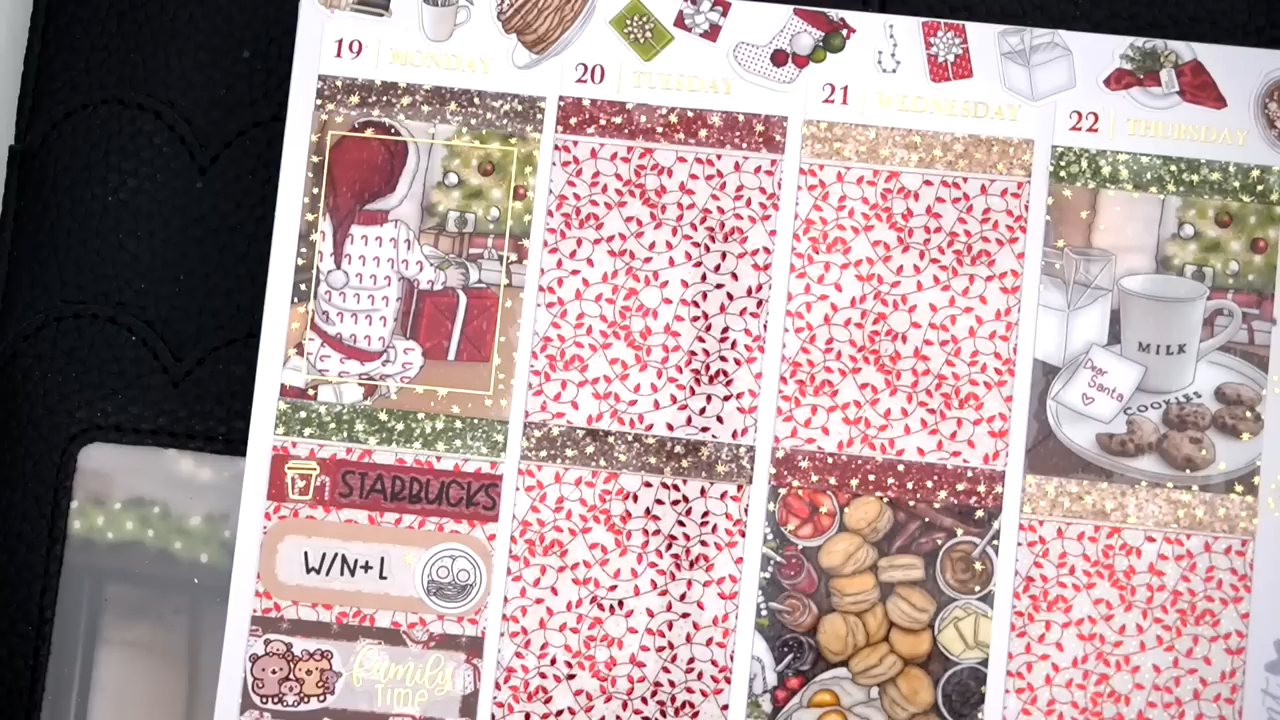 19 | MONDAY
20 | TUESDAY
21 | WEDNESDAY
22 | THURSDAY
MILK
Dear
Santa
COOKIES
STARBUCKS
W/N+L
family
TIME